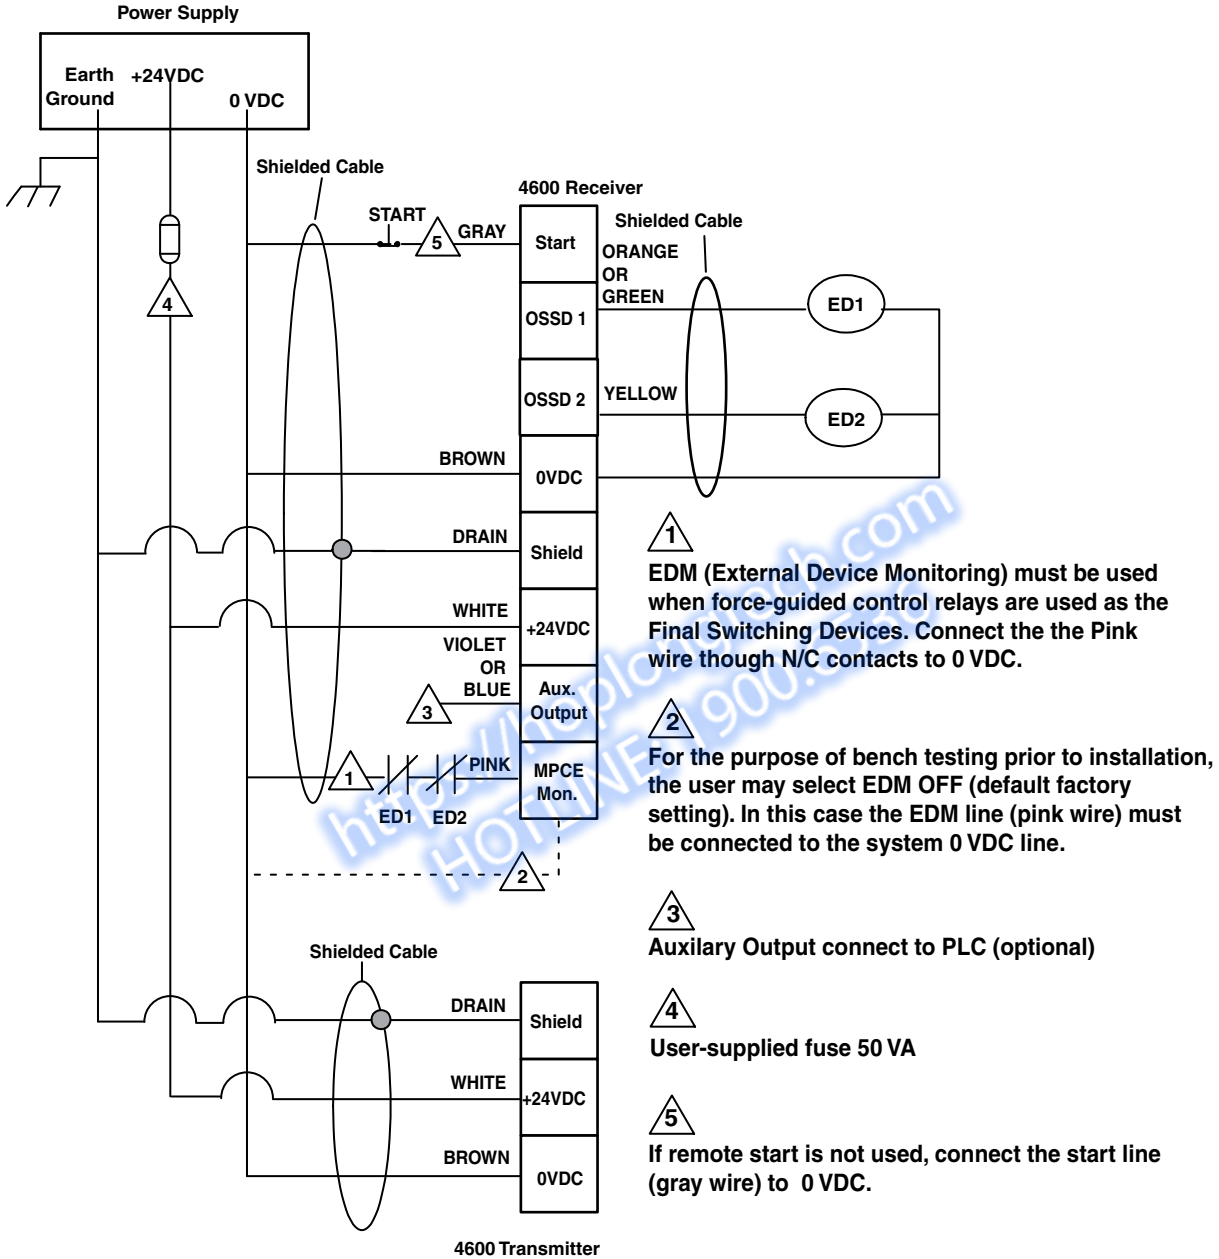 Power Supply
Earth
Ground
+24VDC
0 VDC
Shielded Cable
START
5
GRAY
4
4600 Receiver
Start
OSSD 1
OSSD 2
0VDC
Shield
+24VDC
Aux.
Output
MPCE
Mon.
Shielded Cable
ORANGE
OR
GREEN
ED1
YELLOW
ED2
BROWN
DRAIN
WHITE
VIOLET
OR
BLUE
3
1
PINK
ED1
ED2
2
1
EDM (External Device Monitoring) must be used
when force-guided control relays are used as the
Final Switching Devices. Connect the the Pink
wire though N/C contacts to 0 VDC.
2
For the purpose of bench testing prior to installation,
the user may select EDM OFF (default factory
setting). In this case the EDM line (pink wire) must
be connected to the system 0 VDC line.
3
Auxilary Output connect to PLC (optional)
4
User-supplied fuse 50 VA
5
If remote start is not used, connect the start line
(gray wire) to 0 VDC.
Shielded Cable
DRAIN
Shield
WHITE
+24VDC
BROWN
0VDC
4600 Transmitter
https://hoplongtech.com
HOTLINE: 1900.6536